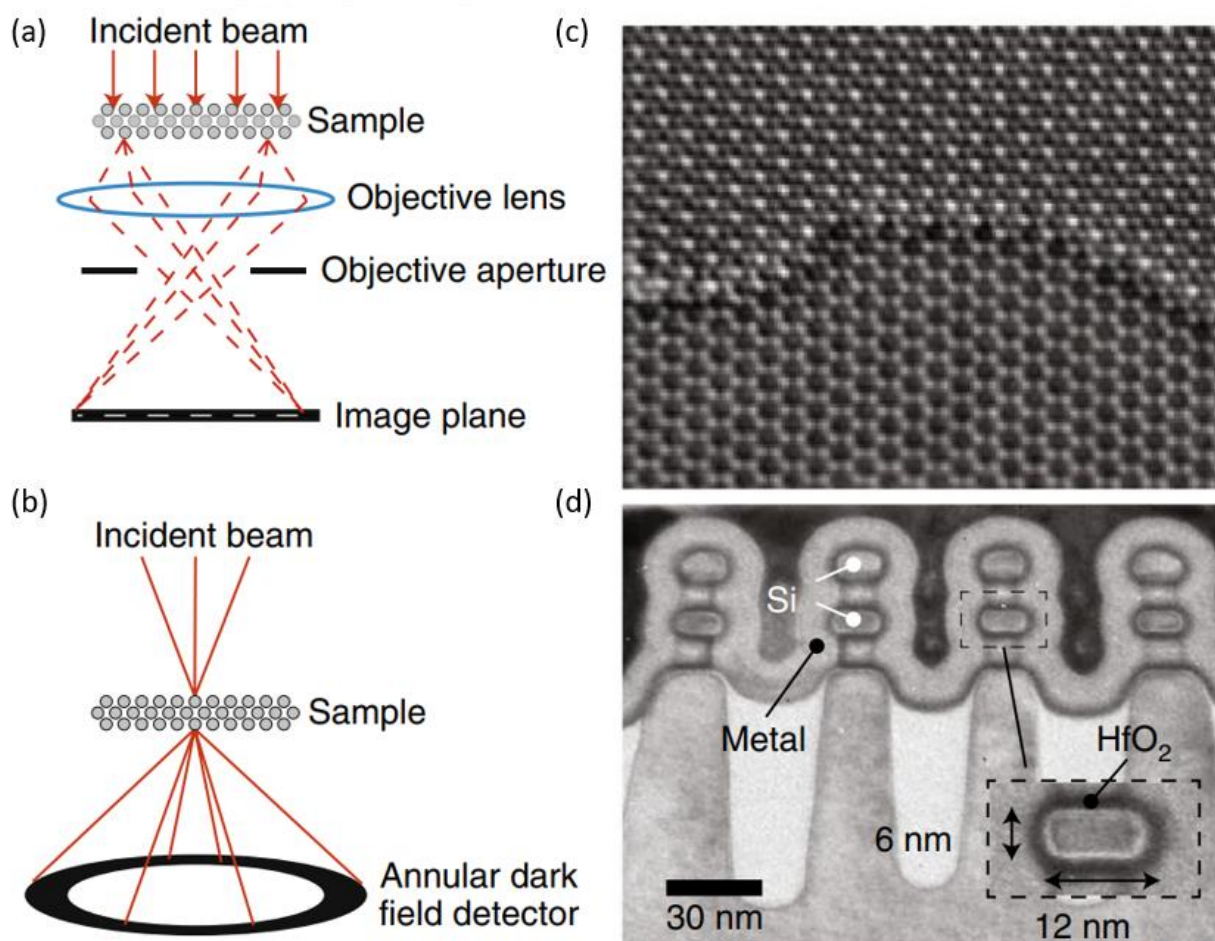 (a)
Incident beam
Sample
Objective lens
Objective aperture
Image plane
(b)
Incident beam
Sample
Annular dark
field detector
(c)
(d)
Si
Metal
HfO₂
6 nm
30 nm
12 nm